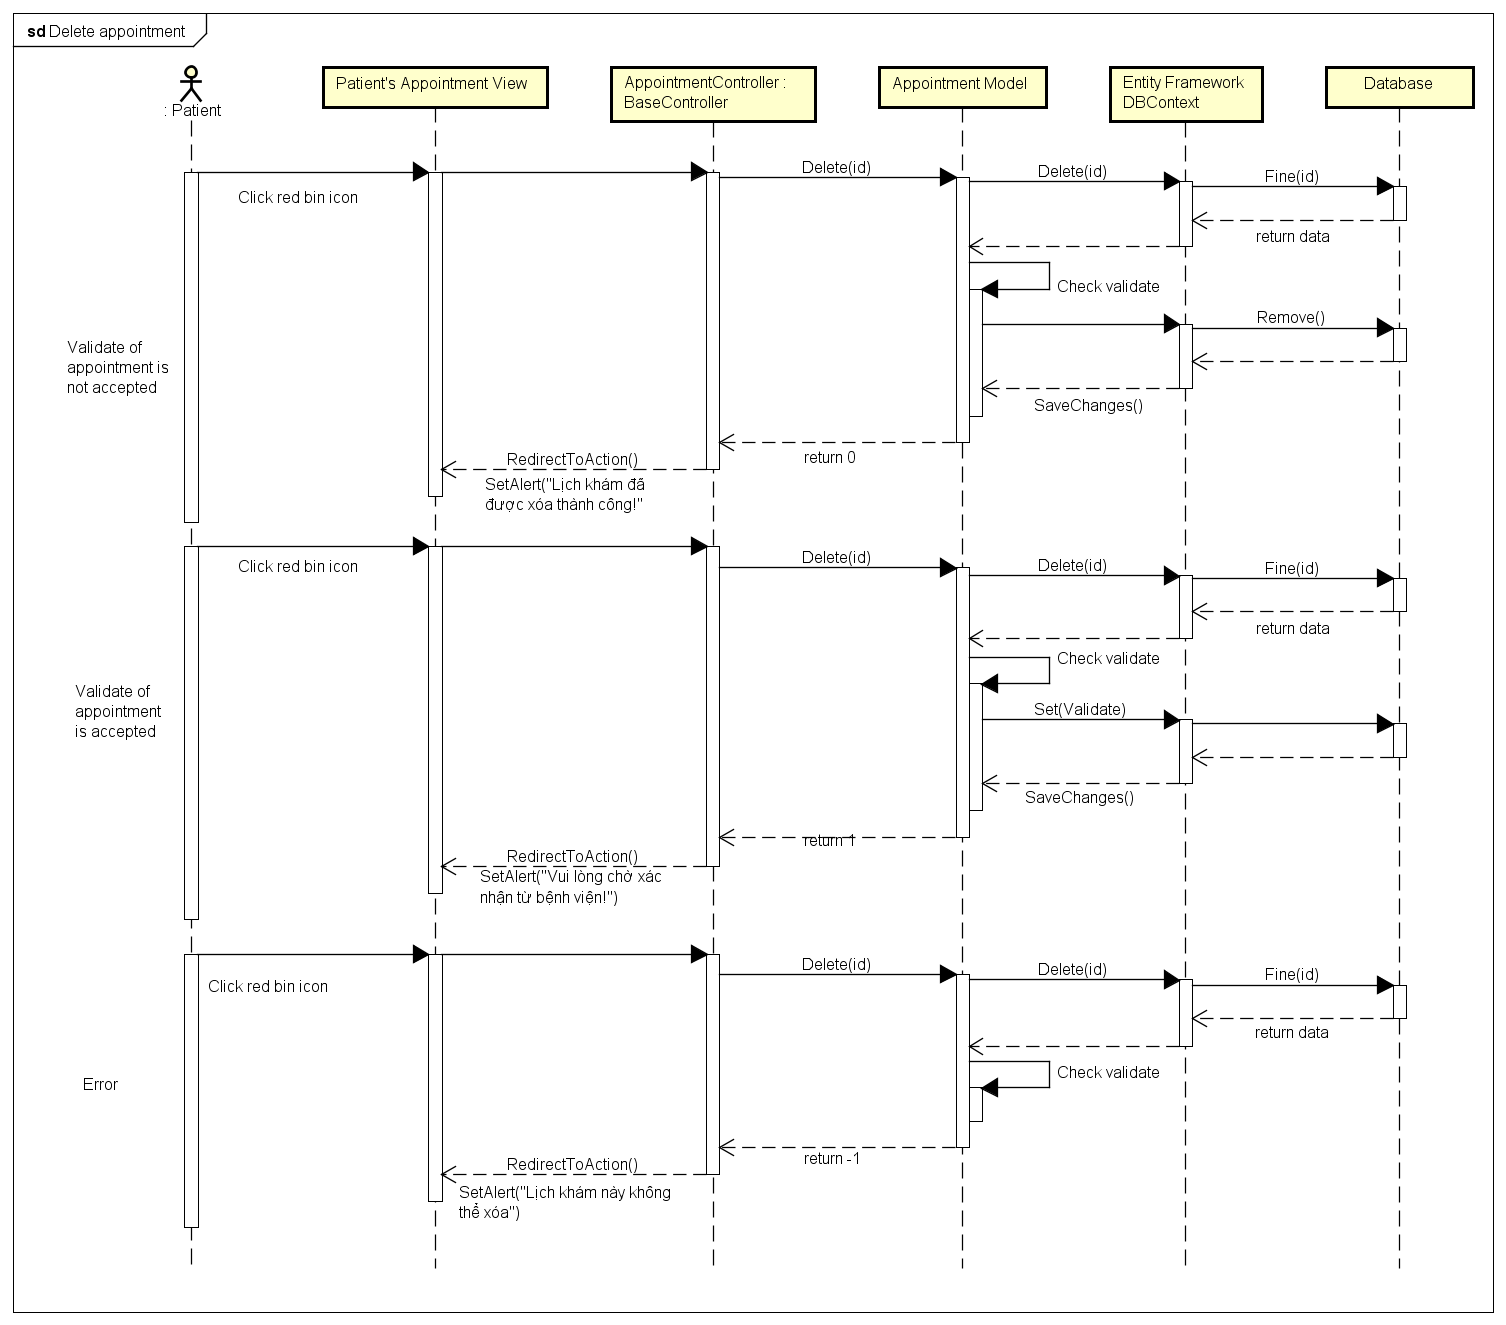 sd Delete appointment
: Patient
Patient's Appointment View
AppointmentController :
BaseController
Appointment Model
Entity Framework
DBContext
Database
Click red bin icon
Delete(id)
Delete(id)
Fine(id)
return data
Check validate
Validate of
appointment is
not accepted
Remove()
SaveChanges()
return 0
RedirectToAction()
SetAlert("Lịch khám đã
được xóa thành công!"
Click red bin icon
Delete(id)
Delete(id)
Fine(id)
return data
Check validate
Validate of
appointment
is accepted
Set(Validate)
SaveChanges()
return 1
RedirectToAction()
SetAlert("Vui lòng chờ xác
nhận từ bệnh viện!")
Click red bin icon
Delete(id)
Delete(id)
Fine(id)
return data
Check validate
Error
return -1
RedirectToAction()
SetAlert("Lịch khám này không
thể xóa")